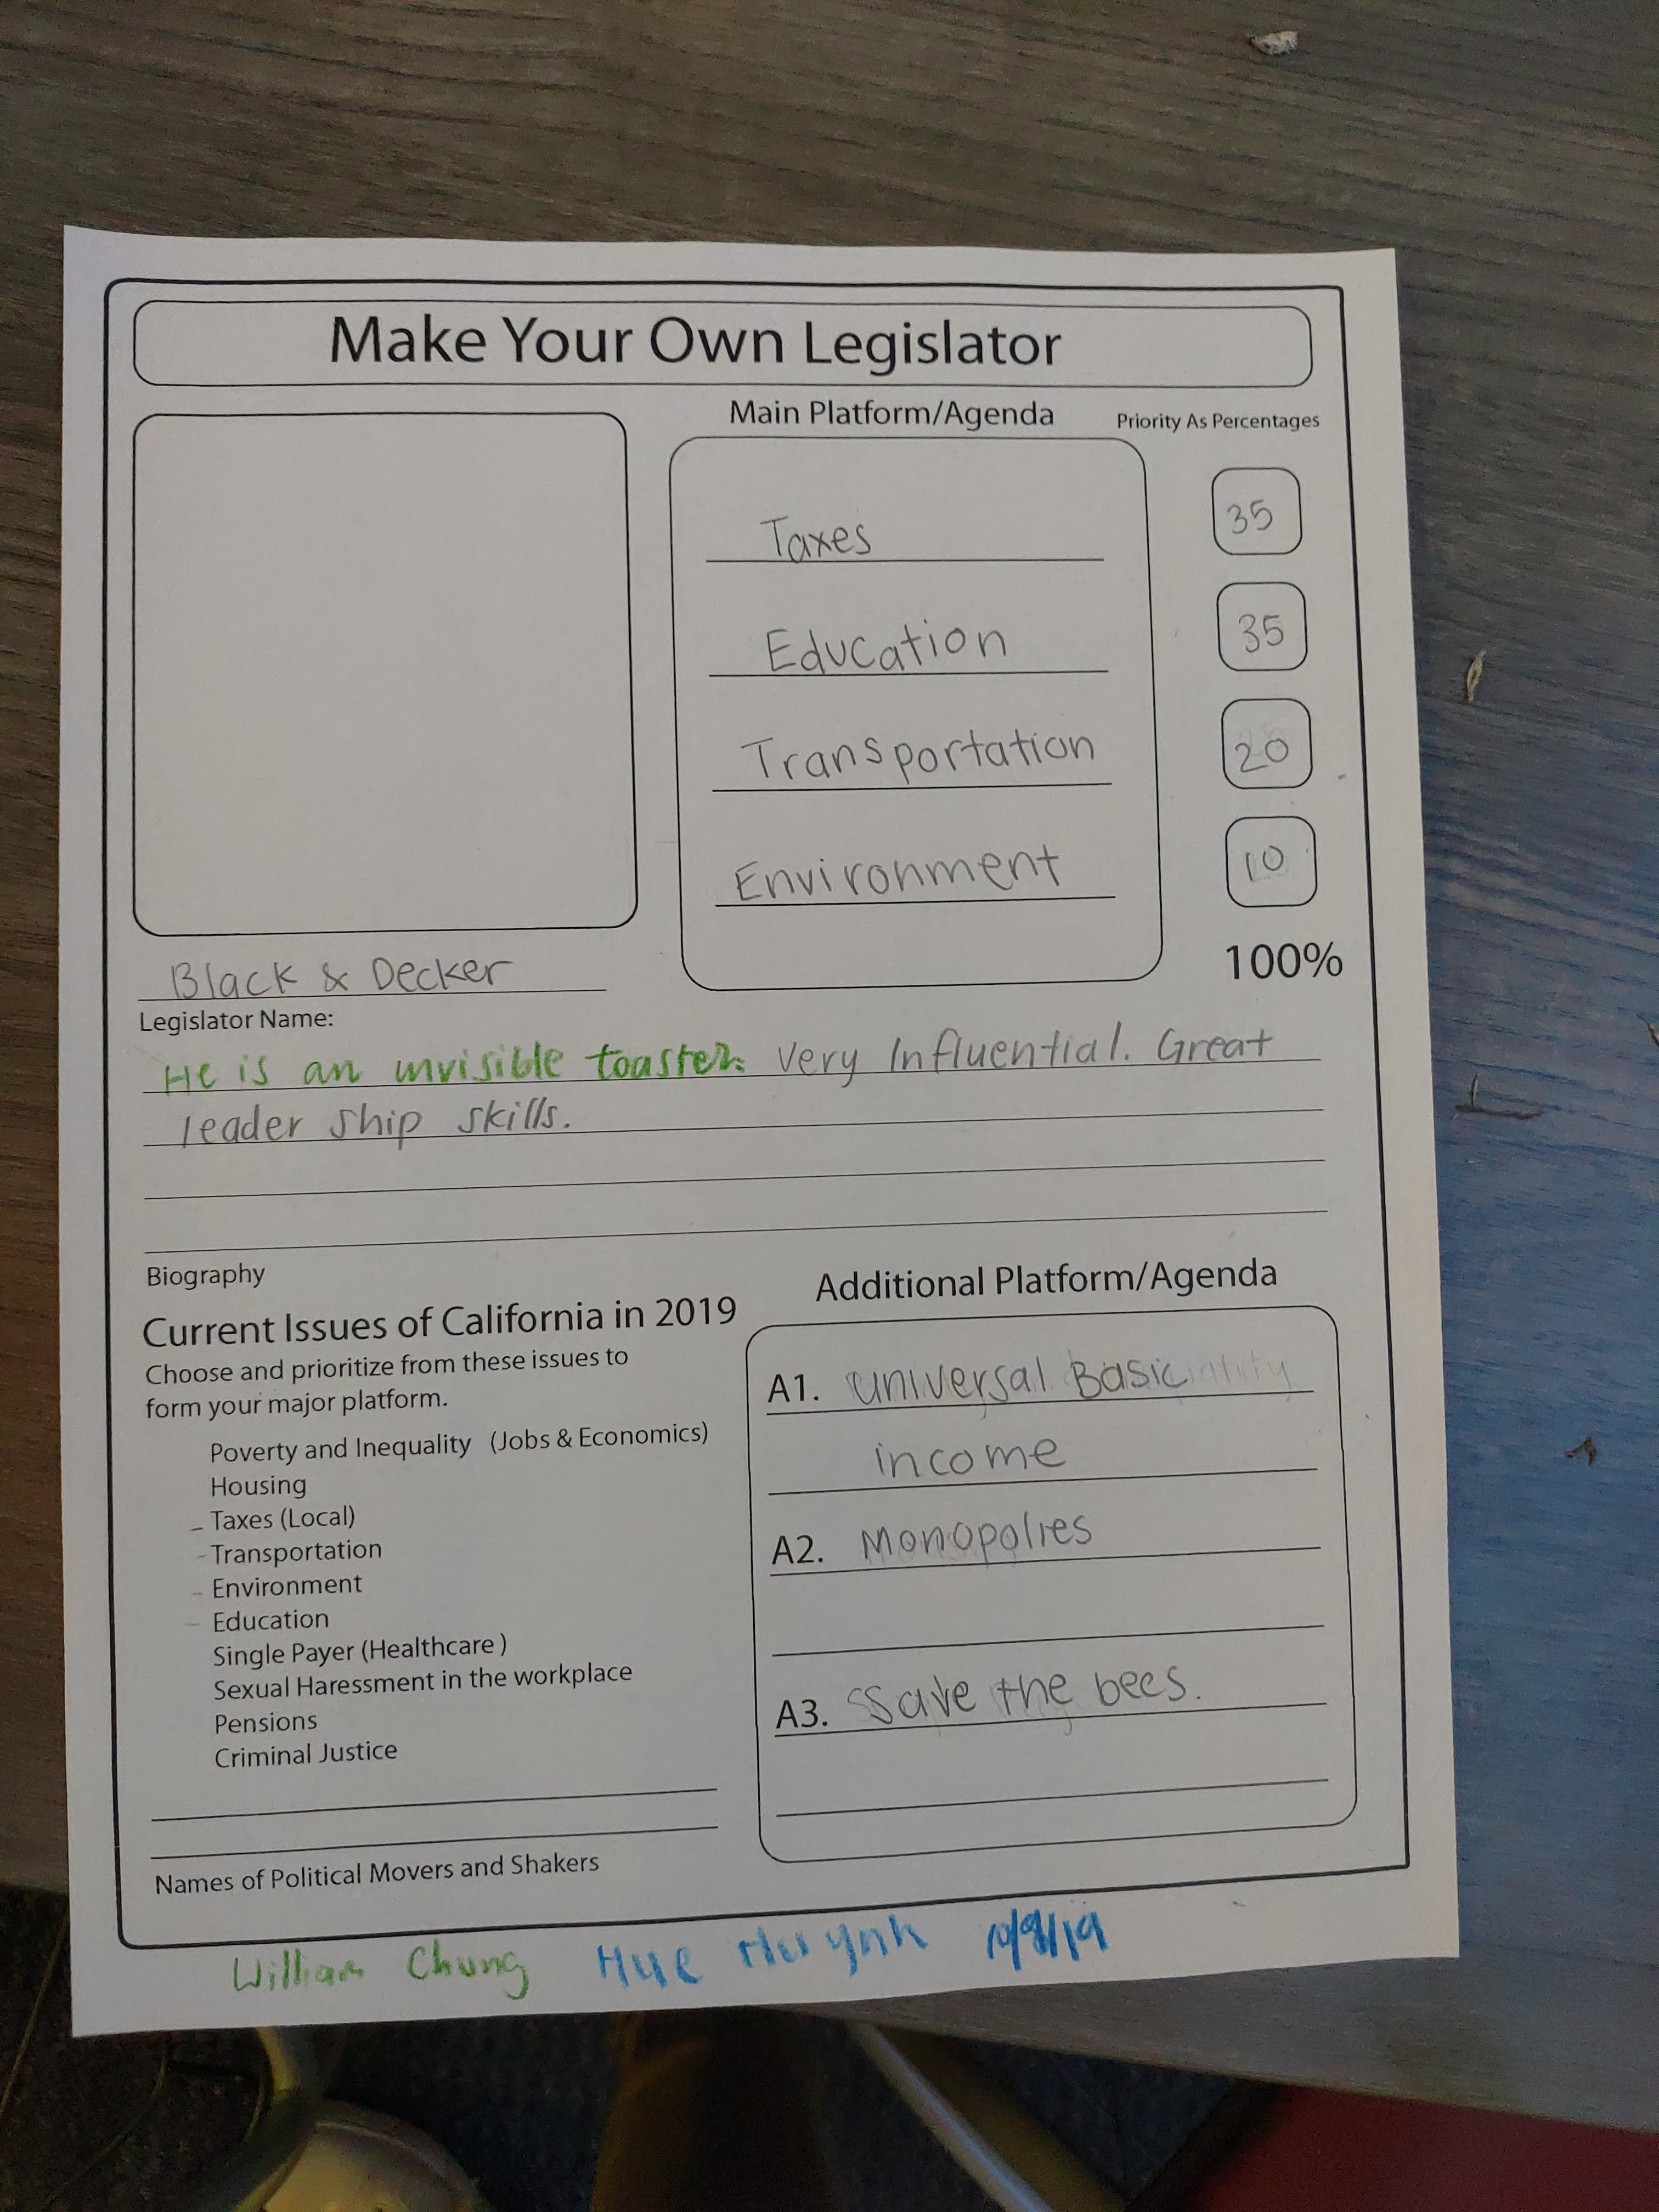 Make Your Own Legislator
Main Platform/Agenda
Priority As Percentages
Taxes
35
Education
35
Transportation
20
Environment
10
100%
Black & Decker
Legislator Name:
He is an invisible toaster. Very Influential. Great
leader ship skills.
Biography
Current Issues of California in 2019
Choose and prioritize from these issues to
form your major platform.
Poverty and Inequality (Jobs & Economics)
Housing
- Taxes (Local)
- Transportation
- Environment
- Education
Single Payer (Healthcare )
Sexual Haressment in the workplace
Pensions
Criminal Justice
Names of Political Movers and Shakers
Additional Platform/Agenda
A1. Universal Basic
income
A2. Monopolies
A3. Save the bees.
William Chung Hue Huynh 10/9/19